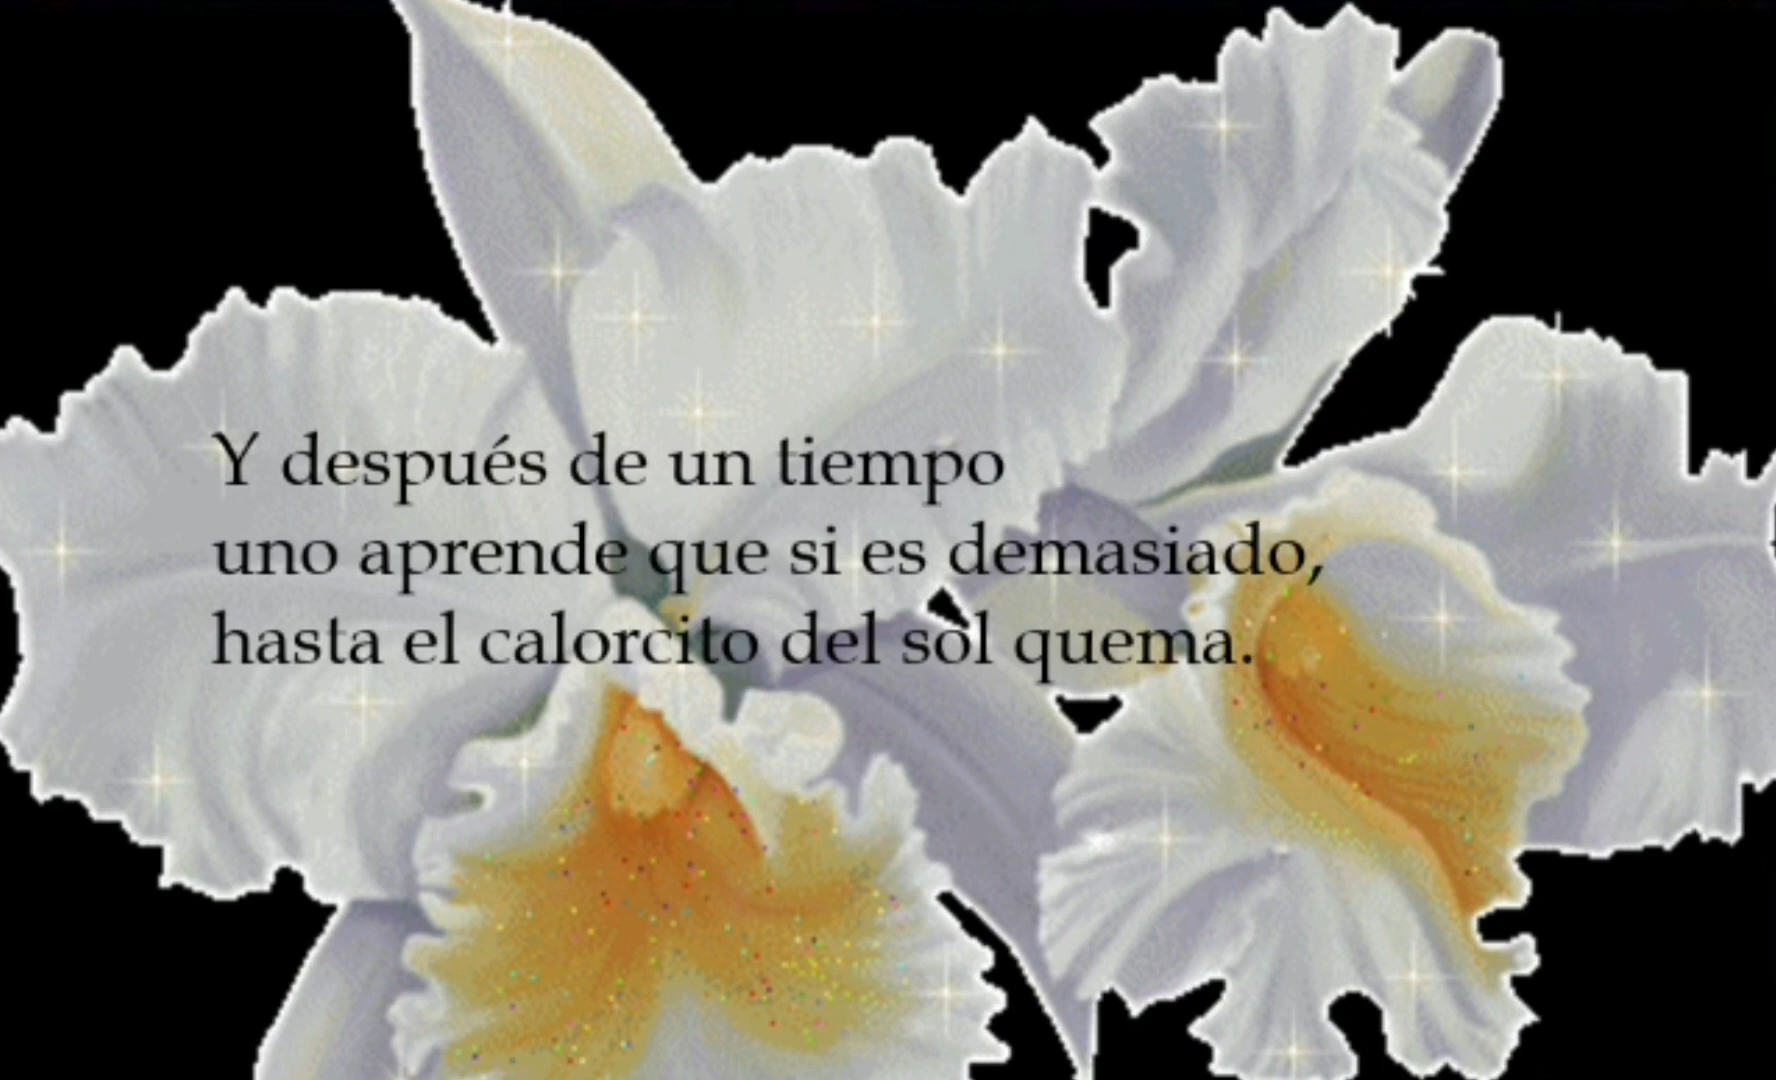 Y después de un tiempo
uno aprende que si es demasiado,
hasta el calorcito del sol quema.